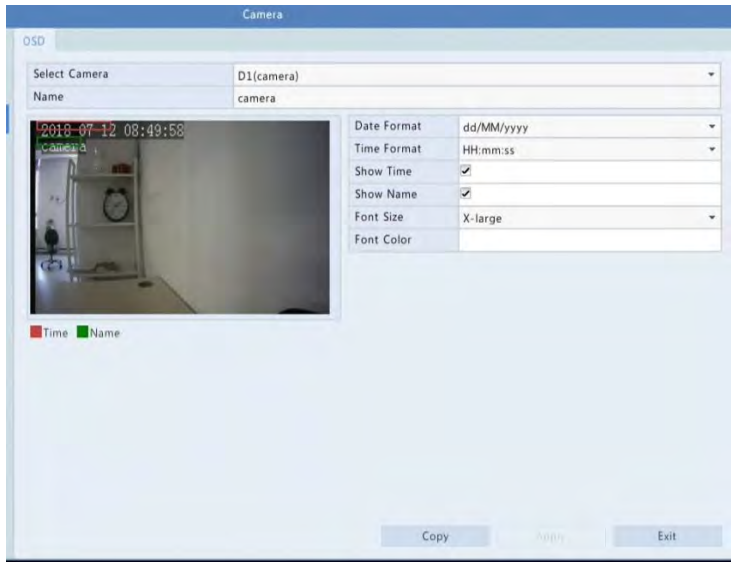 Camera
OSD
Select Camera D1(camera)
Name camera
2018-07-12 08:49:58
camera
Date Format dd/MM/yyyy
Time Format HH:mm:ss
Show Time
Show Name
Font Size X-large
Font Color
Time Name
Copy Apply Exit